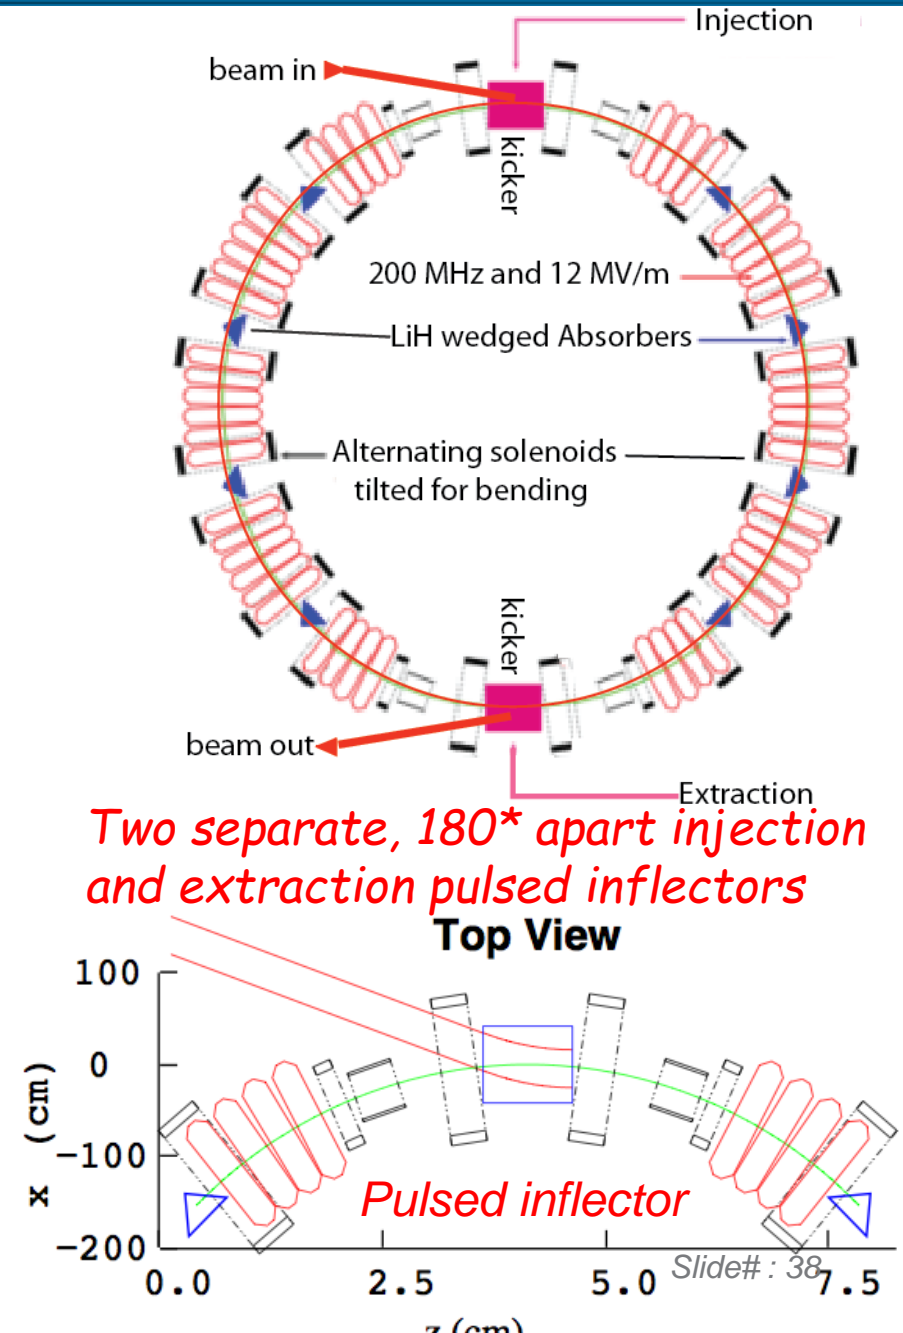 Injection
beam in
kicker
200 MHz and 12 MV/m
LiH wedged Absorbers
Alternating solenoids
tilted for bending
kicker
beam out
Extraction
Two separate, 180* apart injection
and extraction pulsed inflectors
Top View
100
0
−100
−200
x (cm)
Pulsed inflector
Slide# : 38
0.0 2.5 5.0 7.5
z (cm)